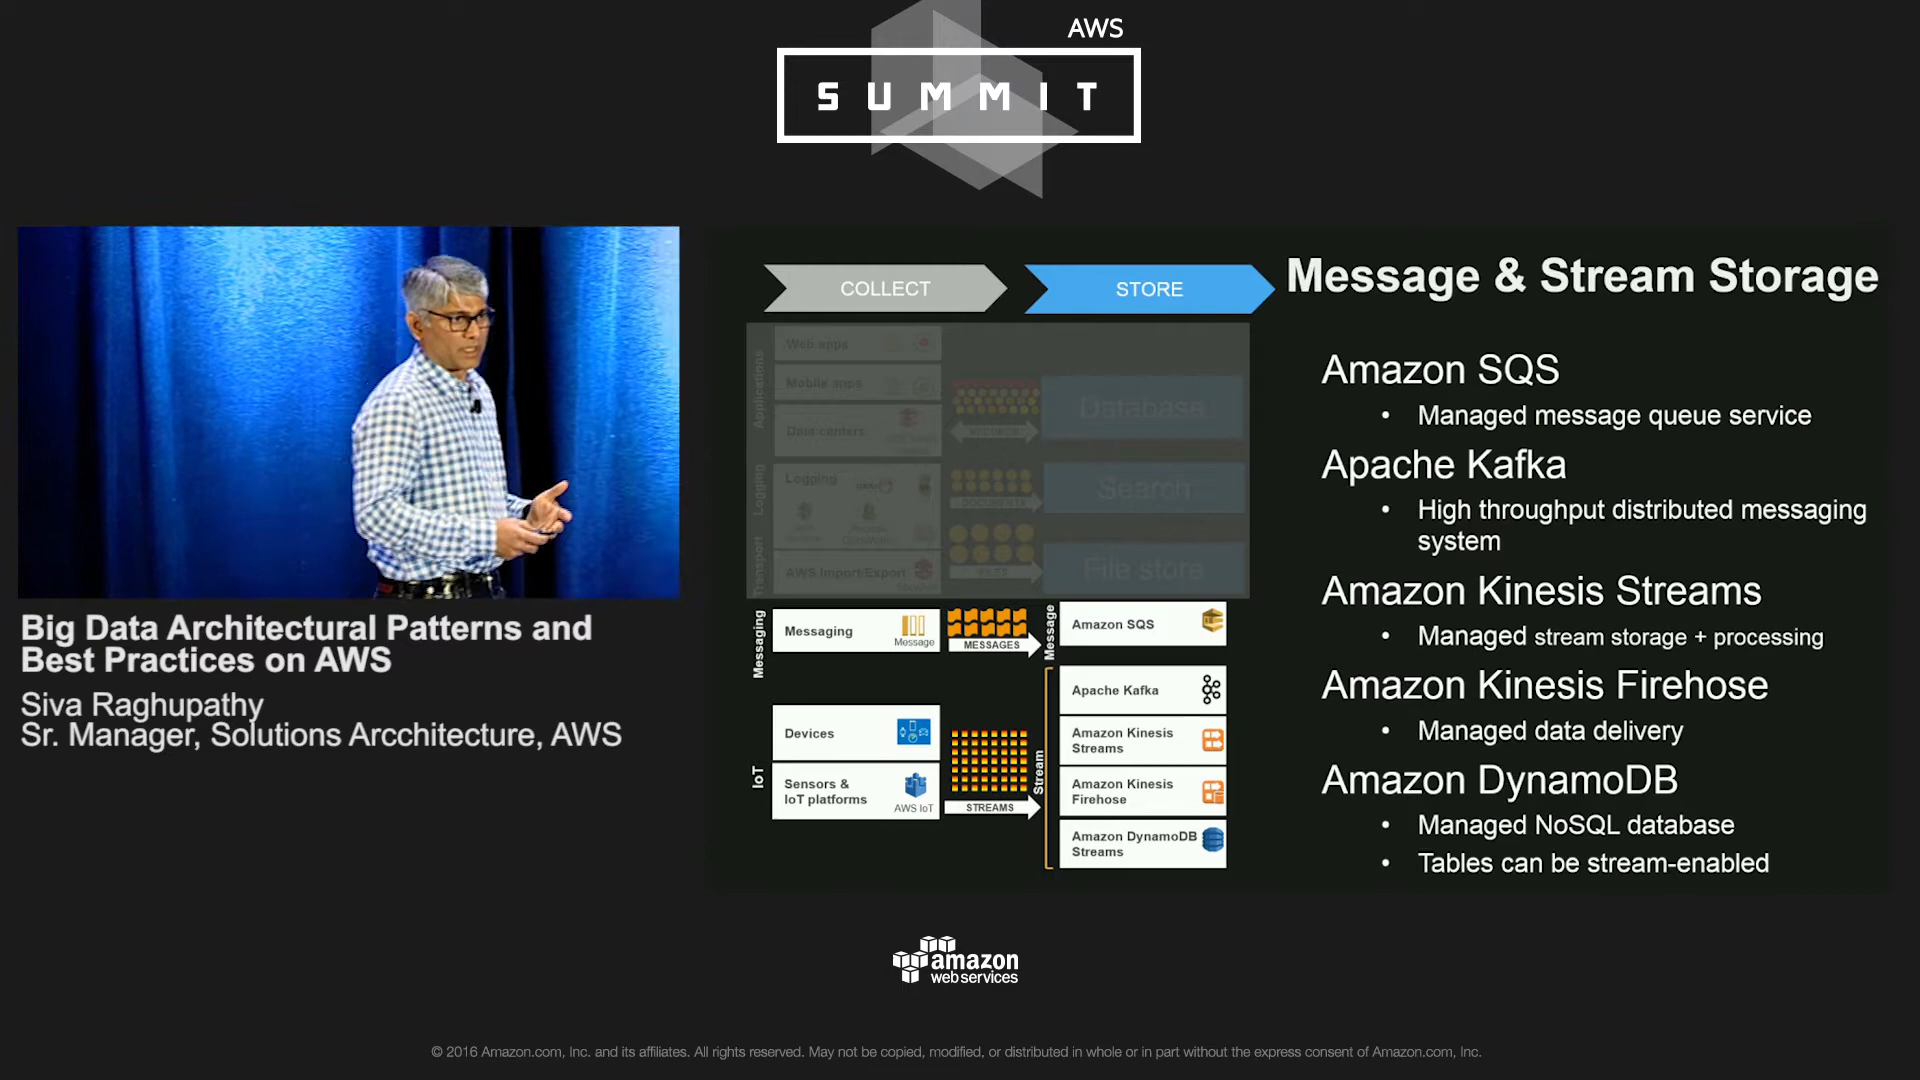 AWS
SUMMIT
Big Data Architectural Patterns and
Best Practices on AWS
Siva Raghupathy
Sr. Manager, Solutions Arcchitecture, AWS
COLLECT
STORE
Applications
Web apps
Mobile apps
Data centers
RECORDS
Database
Logging
Logging
DOCUMENTS
Search
Transport
AWS Import/Export
FILES
File store
Messaging
Messaging
Message
MESSAGES
Message
Amazon SQS
IoT
Devices
Sensors &
IoT platforms
AWS IoT
STREAMS
Stream
Apache Kafka
Amazon Kinesis
Streams
Amazon Kinesis
Firehose
Amazon DynamoDB
Streams
Message & Stream Storage
Amazon SQS
• Managed message queue service
Apache Kafka
• High throughput distributed messaging
system
Amazon Kinesis Streams
• Managed stream storage + processing
Amazon Kinesis Firehose
• Managed data delivery
Amazon DynamoDB
• Managed NoSQL database
• Tables can be stream-enabled
amazon
webservices
© 2016 Amazon.com, Inc. and its affiliates. All rights reserved. May not be copied, modified, or distributed in whole or in part without the express consent of Amazon.com, Inc.